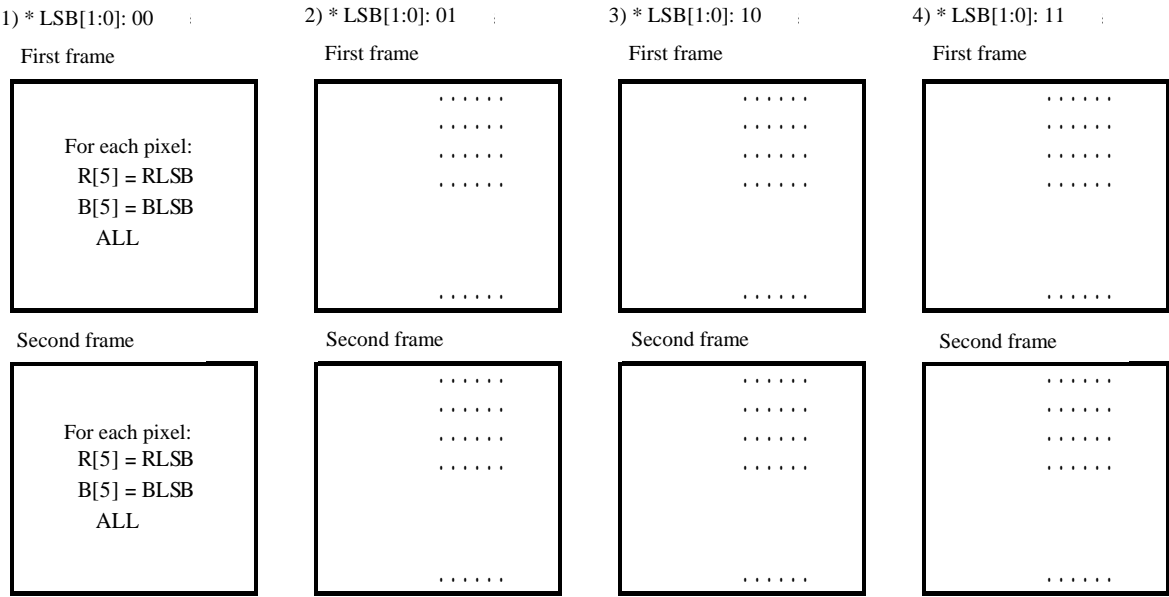 1) * LSB[1:0]: 00
First frame
For each pixel:
R[5] = RLSB
B[5] = BLSB
ALL
Second frame
For each pixel:
R[5] = RLSB
B[5] = BLSB
ALL
2) * LSB[1:0]: 01
First frame
......
......
......
......
......
Second frame
......
......
......
......
......
3) * LSB[1:0]: 10
First frame
......
......
......
......
......
Second frame
......
......
......
......
......
4) * LSB[1:0]: 11
First frame
......
......
......
......
......
Second frame
......
......
......
......
......